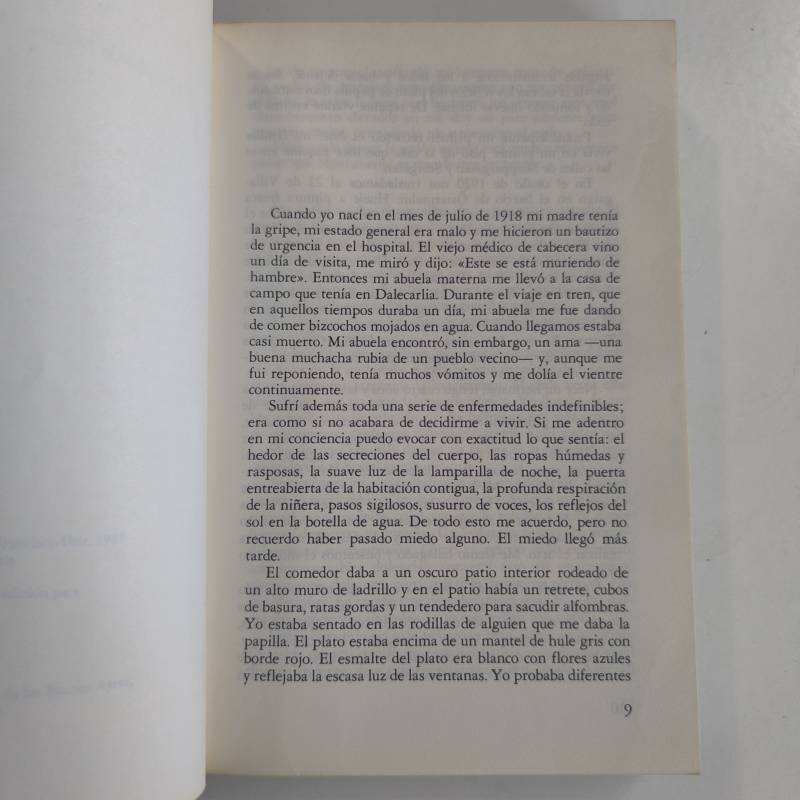 Cuando yo nací en el mes de julio de 1918 mi madre tenía
la gripe, mi estado general era malo y me hicieron un bautizo
de urgencia en el hospital. El viejo médico de cabecera vino
un día de visita, me miró y dijo: «Este se está muriendo de
hambre». Entonces mi abuela materna me llevó a la casa de
campo que tenía en Dalecarlia. Durante el viaje en tren, que
en aquellos tiempos duraba un día, mi abuela me fue dando
de comer bizcochos mojados en agua. Cuando llegamos estaba
casi muerto. Mi abuela encontró, sin embargo, un ama —una
buena muchacha rubia de un pueblo vecino— y, aunque me
fui reponiendo, tenía muchos vómitos y me dolía el vientre
continuamente.
Sufrí además toda una serie de enfermedades indefinibles;
era como si no acabara de decidirme a vivir. Si me adentro
en mi conciencia puedo evocar con exactitud lo que sentía: el
hedor de las secreciones del cuerpo, las ropas húmedas y
rasposas, la suave luz de la lamparilla de noche, la puerta
entreabierta de la habitación contigua, la profunda respiración
de la niñera, pasos sigilosos, susurro de voces, los reflejos del
sol en la botella de agua. De todo esto me acuerdo, pero no
recuerdo haber pasado miedo alguno. El miedo llegó más
tarde.
El comedor daba a un oscuro patio interior rodeado de
un alto muro de ladrillo y en el patio había un retrete, cubos
de basura, ratas gordas y un tendedero para sacudir alfombras.
Yo estaba sentado en las rodillas de alguien que me daba la
papilla. El plato estaba encima de un mantel de hule gris con
borde rojo. El esmalte del plato era blanco con flores azules
y reflejaba la escasa luz de las ventanas. Yo probaba diferentes
9